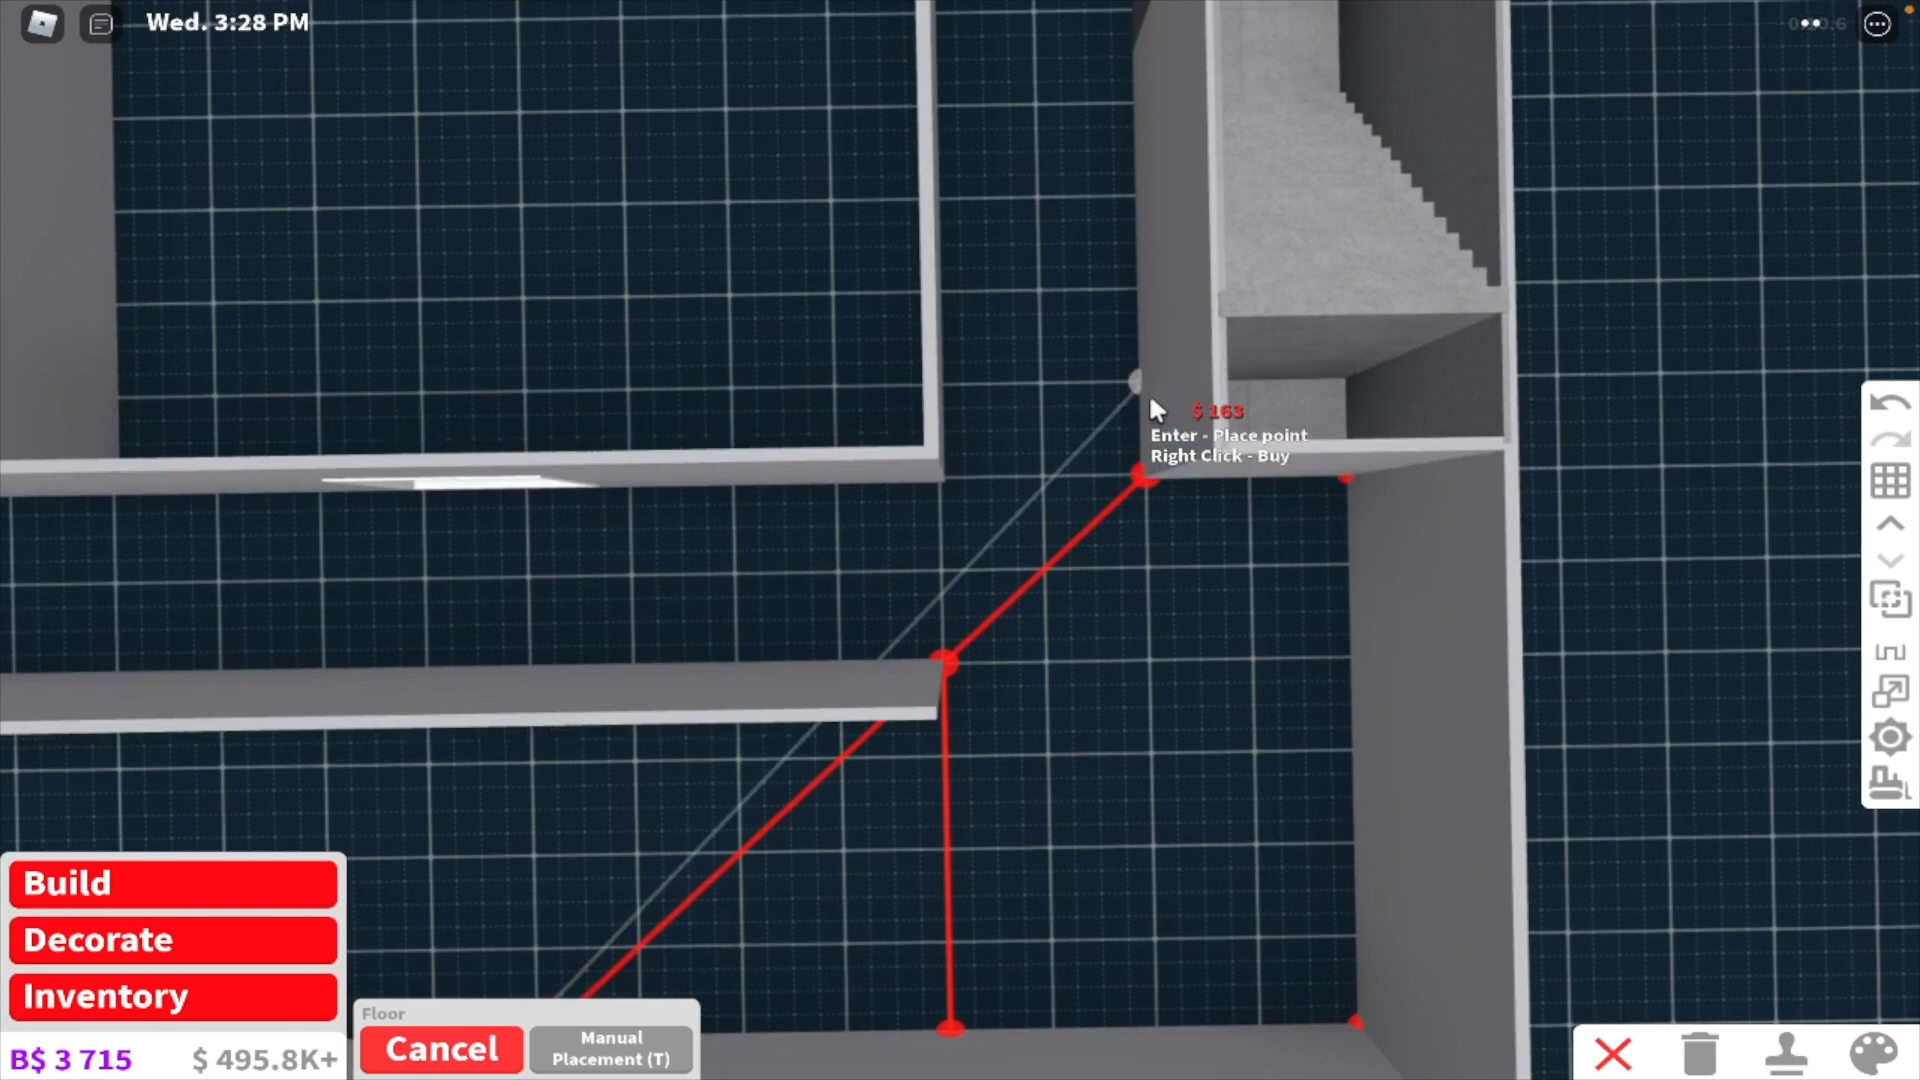 Wed. 3:28 PM
$ 163
Enter - Place point
Right Click - Buy
Build
Decorate
Inventory
B$ 3 715
$ 495.8K+
Floor
Cancel
Manual
Placement (T)